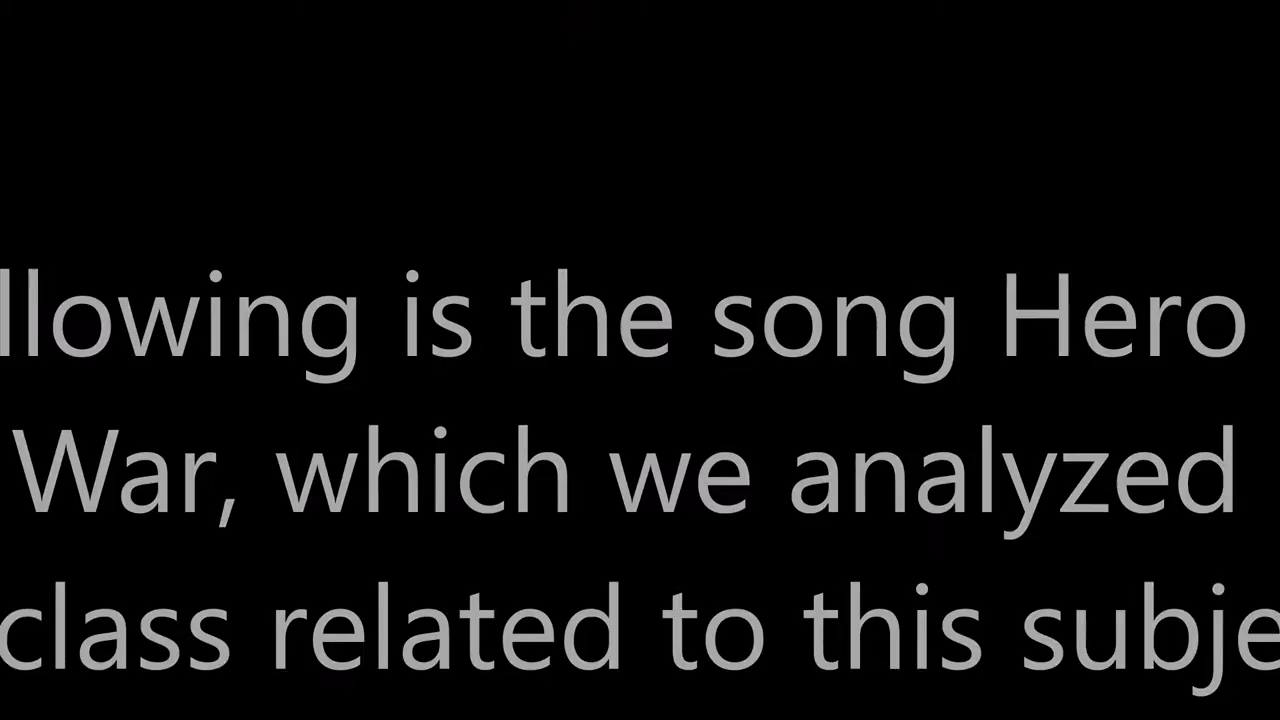 llowing is the song Hero
War, which we analyzed
class related to this subje